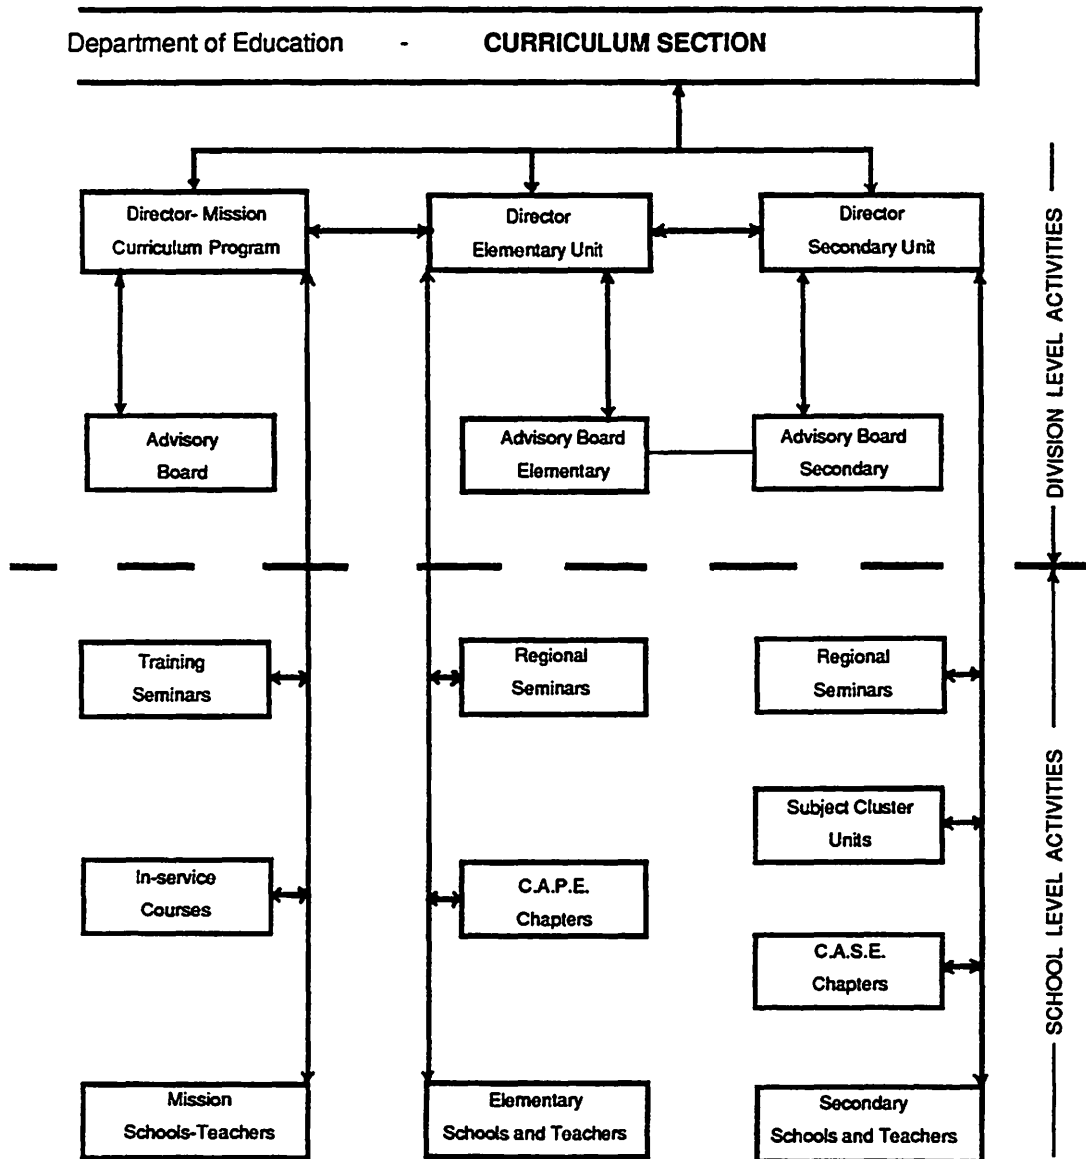 Department of Education - CURRICULUM SECTION
Director- Mission
Curriculum Program
Director
Elementary Unit
Director
Secondary Unit
Advisory
Board
Advisory Board
Elementary
Advisory Board
Secondary
DIVISION LEVEL ACTIVITIES
Training
Seminars
Regional
Seminars
Regional
Seminars
Subject Cluster
Units
In-service
Courses
C.A.P.E.
Chapters
C.A.S.E.
Chapters
Mission
Schools-Teachers
Elementary
Schools and Teachers
Secondary
Schools and Teachers
SCHOOL LEVEL ACTIVITIES